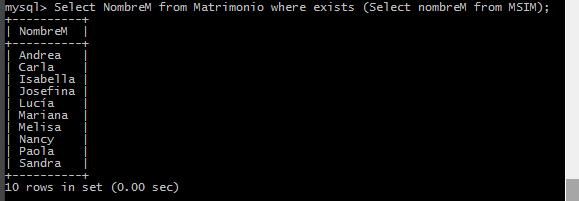 mysql> Select NombreM from Matrimonio where exists (Select nombreM from MSIM);
+----------+
| NombreM  |
+----------+
| Andrea   |
| Carla    |
| Isabella |
| Josefina |
| Lucía    |
| Mariana  |
| Melisa   |
| Nancy    |
| Paola    |
| Sandra   |
+----------+
10 rows in set (0.00 sec)